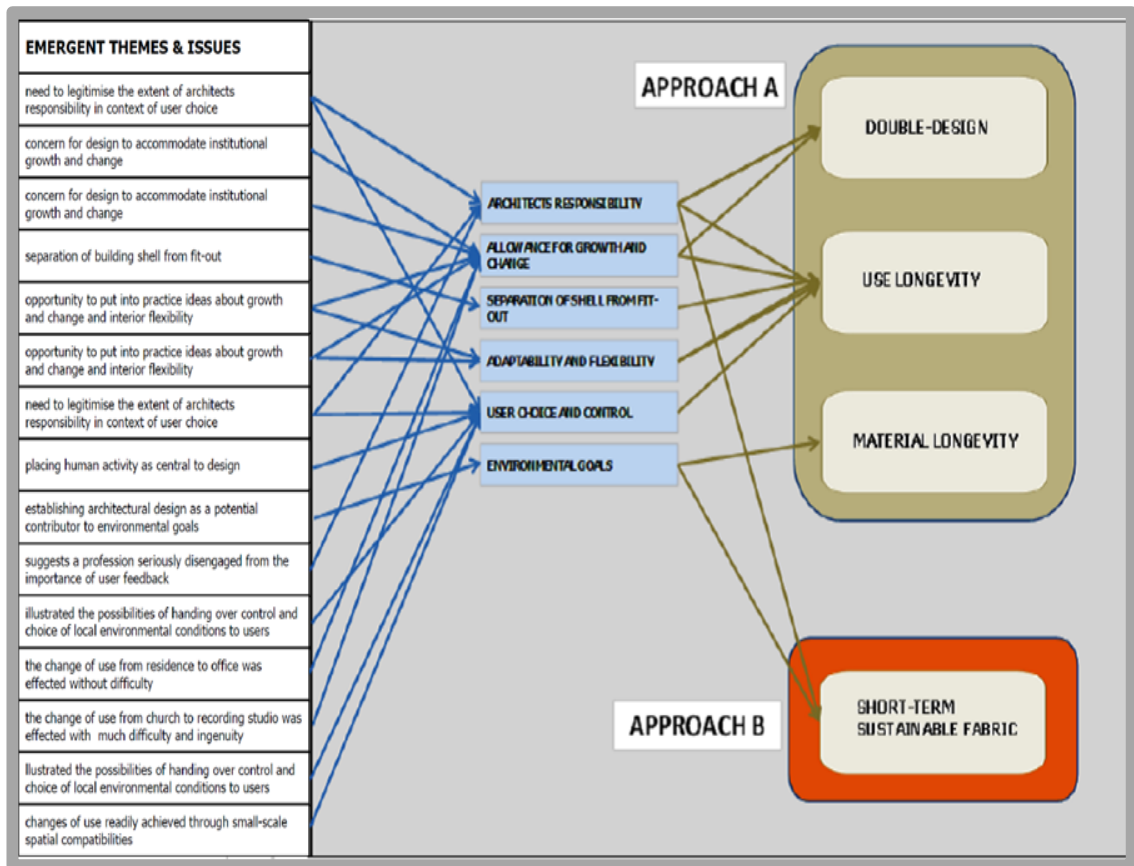 EMERGENT THEMES & ISSUES
need to legitimise the extent of architects
responsibility in context of user choice
concern for design to accommodate institutional
growth and change
concern for design to accommodate institutional
growth and change
separation of building shell from fit-out
opportunity to put into practice ideas about growth
and change and interior flexibility
opportunity to put into practice ideas about growth
and change and interior flexibility
need to legitimise the extent of architects
responsibility in context of user choice
placing human activity as central to design
establishing architectural design as a potential
contributor to environmental goals
suggests a profession seriously disengaged from the
importance of user feedback
illustrated the possibilities of handing over control and
choice of local environmental conditions to users
the change of use from residence to office was
effected without difficulty
the change of use from church to recording studio was
effected with much difficulty and ingenuity
llustrated the possibilities of handing over control and
choice of local environmental conditions to users
changes of use readily achieved through small-scale
spatial compatibilities
ARCHITECTS RESPONSIBILITY
ALLOWANCE FOR GROWTH AND
CHANGE
SEPARATION OF SHELL FROM FIT-
OUT
ADAPTABILITY AND FLEXIBILITY
USER CHOICE AND CONTROL
ENVIRONMENTAL GOALS
APPROACH A
DOUBLE-DESIGN
USE LONGEVITY
MATERIAL LONGEVITY
APPROACH B
SHORT-TERM
SUSTAINABLE FABRIC